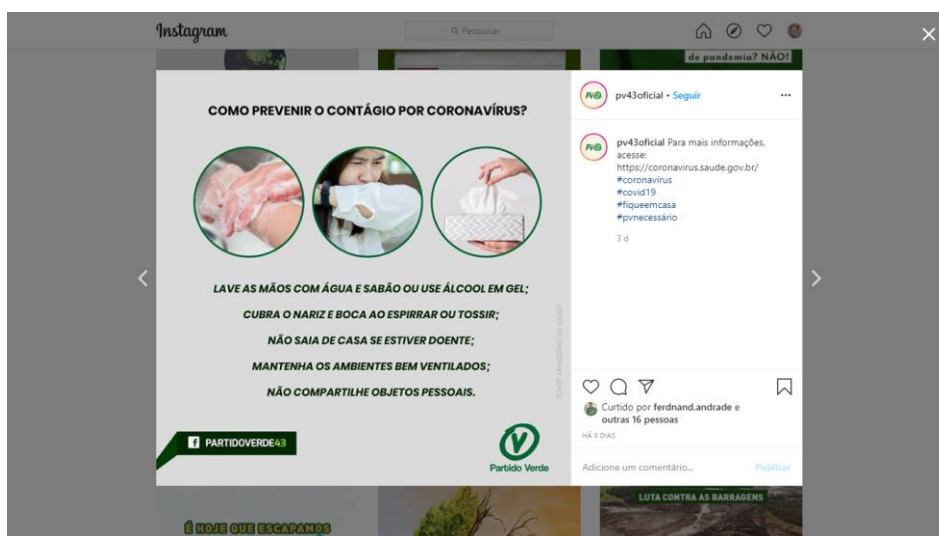 Instagram
Pesquisar
de pandemia? NÃO!
COMO PREVENIR O CONTÁGIO POR CORONAVÍRUS?
LAVE AS MÃOS COM ÁGUA E SABÃO OU USE ÁLCOOL EM GEL;
CUBRA O NARIZ E BOCA AO ESPIRRAR OU TOSSIR;
NÃO SAIA DE CASA SE ESTIVER DOENTE;
MANTENHA OS AMBIENTES BEM VENTILADOS;
NÃO COMPARTILHE OBJETOS PESSOAIS.
FONTE: MINISTÉRIO DA SAÚDE
PARTIDOVERDE43
Partido Verde
pv43oficial • Seguir
pv43oficial Para mais informações,
acesse:
https://coronavirus.saude.gov.br/
#coronavírus
#covid19
#fiqueemcasa
#pvnecessário
3 d
Curtido por ferdnand.andrade e
outras 16 pessoas
HÁ 3 DIAS
Adicione um comentário... Publicar
É HOJE QUE ESCAPAMOS
LUTA CONTRA AS BARRAGENS